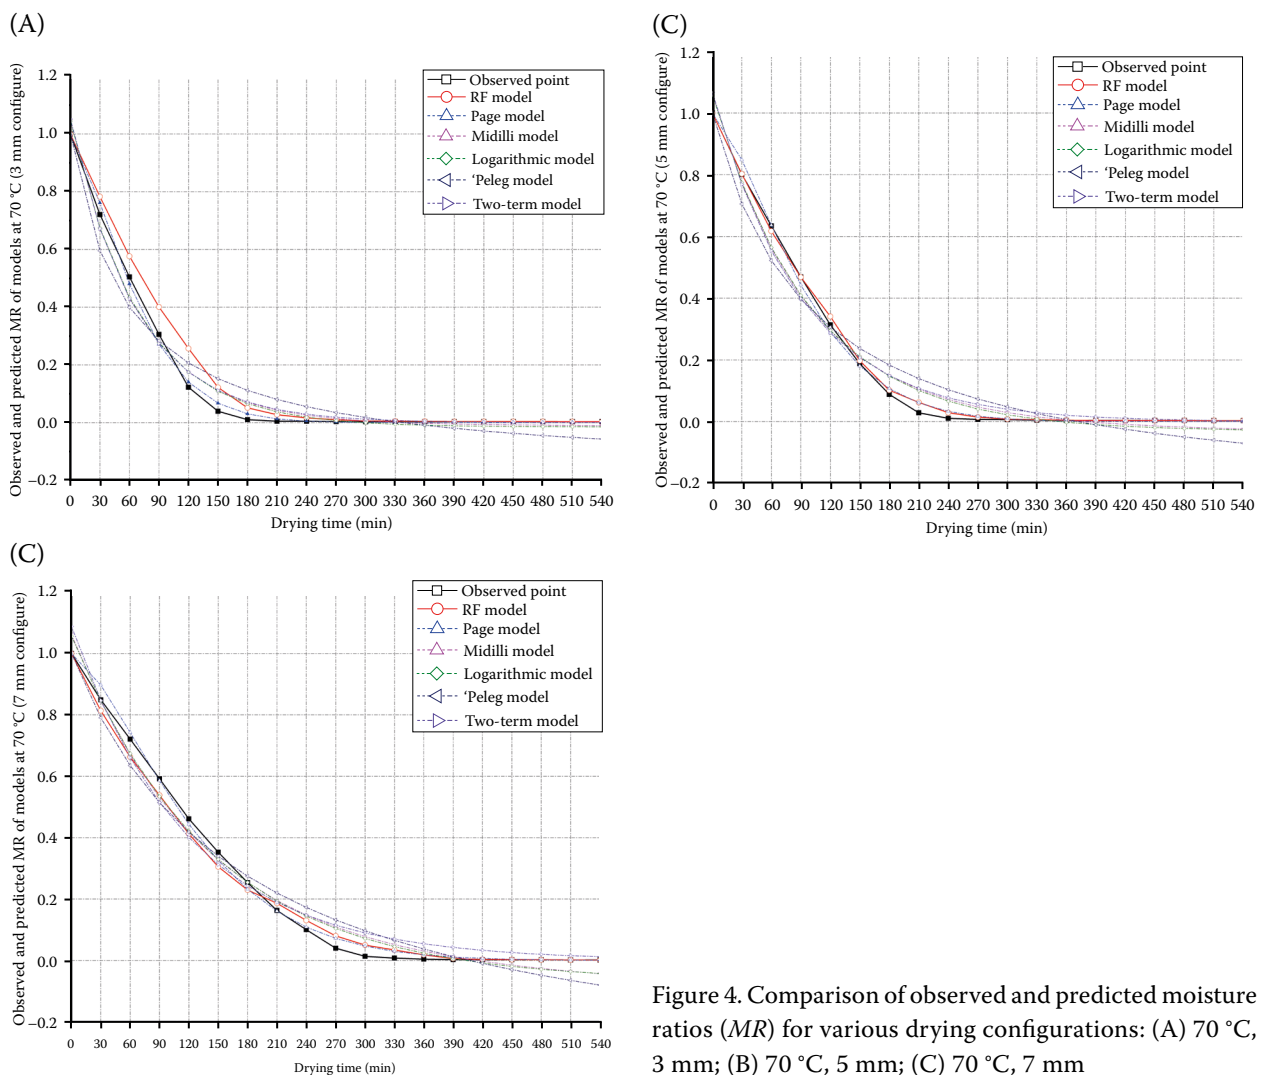 (A)
Observed and predicted MR of models at 70 °C (3 mm configure)
1.2
1.0
0.8
0.6
0.4
0.2
0.0
−0.2
Observed point
RF model
Page model
Midilli model
Logarithmic model
‘Peleg model
Two-term model
0 30 60 90 120 150 180 210 240 270 300 330 360 390 420 450 480 510 540
Drying time (min)
(C)
Observed and predicted MR of models at 70 °C (5 mm configure)
1.2
1.0
0.8
0.6
0.4
0.2
0.0
−0.2
Observed point
RF model
Page model
Midilli model
Logarithmic model
‘Peleg model
Two-term model
0 30 60 90 120 150 180 210 240 270 300 330 360 390 420 450 480 510 540
Drying time (min)
(C)
Observed and predicted MR of models at 70 °C (7 mm configure)
1.2
1.0
0.8
0.6
0.4
0.2
0.0
−0.2
Observed point
RF model
Page model
Midilli model
Logarithmic model
‘Peleg model
Two-term model
0 30 60 90 120 150 180 210 240 270 300 330 360 390 420 450 480 510 540
Drying time (min)
Figure 4. Comparison of observed and predicted moisture
ratios (MR) for various drying configurations: (A) 70 °C,
3 mm; (B) 70 °C, 5 mm; (C) 70 °C, 7 mm